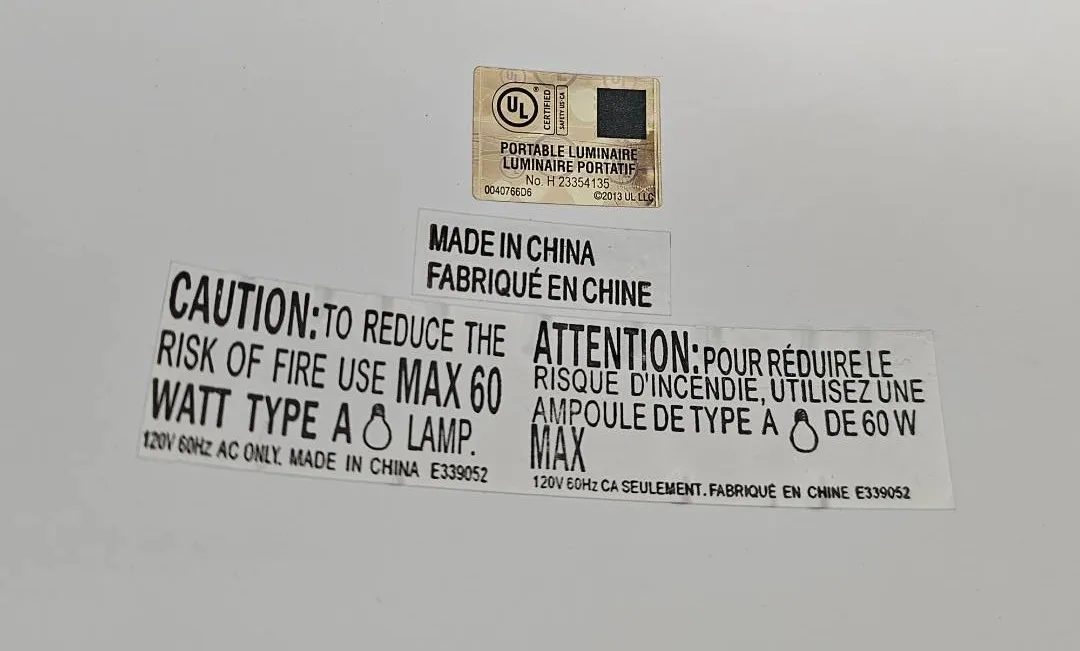 UL
CERTIFIED
SAFETY US-CA
PORTABLE LUMINAIRE
LUMINAIRE PORTATIF
No. H 23354135
0040766D6 ©2013 UL LLC
MADE IN CHINA
FABRIQUÉ EN CHINE
CAUTION: TO REDUCE THE
RISK OF FIRE USE MAX 60
WATT TYPE A LAMP.
120V 60HZ AC ONLY. MADE IN CHINA E339052
ATTENTION: POUR RÉDUIRE LE
RISQUE D'INCENDIE, UTILISEZ UNE
AMPOULE DE TYPE A DE 60 W
MAX
120V 60Hz CA SEULEMENT. FABRIQUÉ EN CHINE E339052